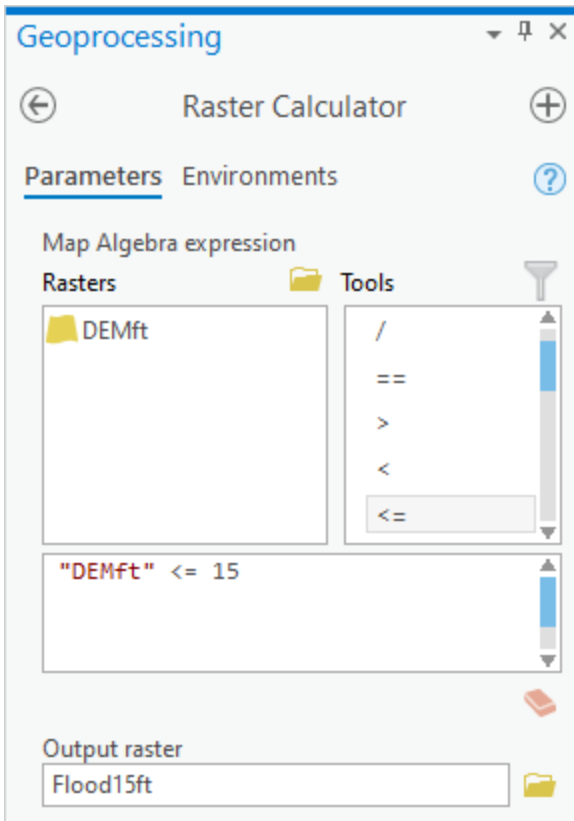 Geoprocessing
Raster Calculator
Parameters Environments
?
Map Algebra expression
Rasters Tools
DEMft
/
==
>
<
<=
"DEMft" <= 15
Output raster
Flood15ft